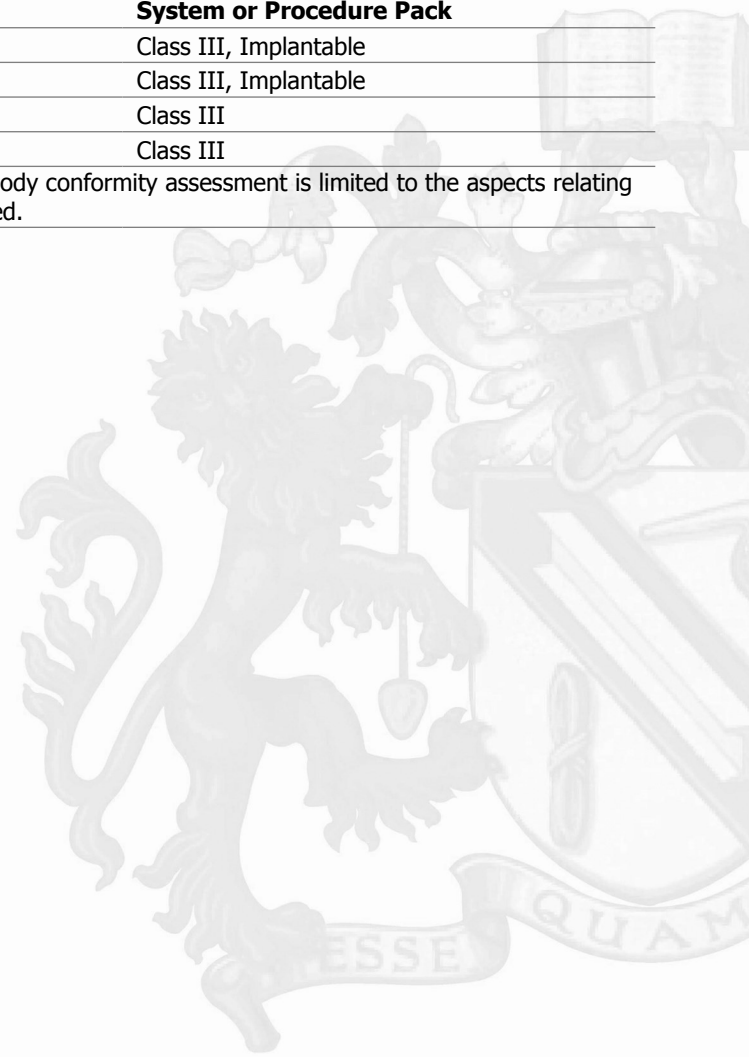 System or Procedure Pack
Class III, Implantable
Class III, Implantable
Class III
Class III
ody conformity assessment is limited to the aspects relating
ed.
ESSE
QUAM